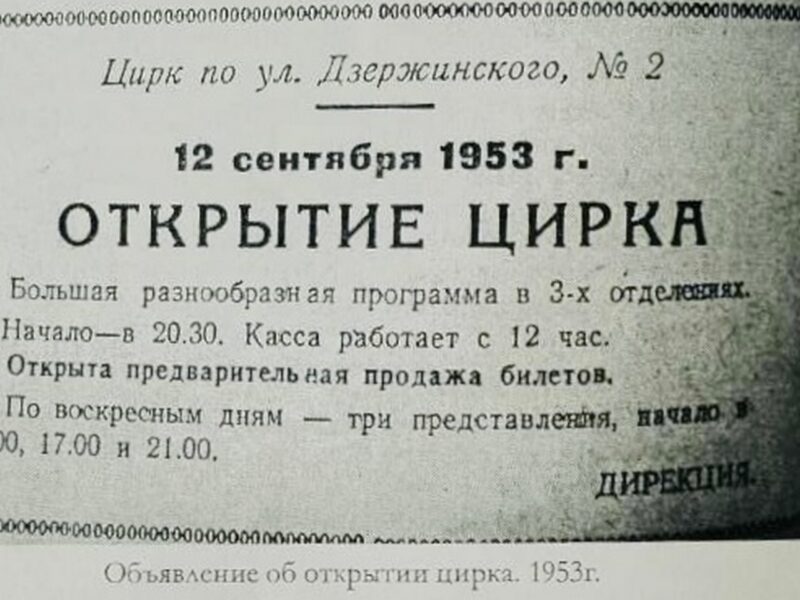 Цирк по ул. Дзержинского, № 2
12 сентября 1953 г.
ОТКРЫТИЕ ЦИРКА
Большая разнообразная программа в 3-х отделениях.
Начало—в 20.30. Касса работает с 12 час.
Открыта предварительная продажа билетов.
По воскресным дням — три представления, начало в
00, 17.00 и 21.00.
ДИРЕКЦИЯ.
Объявление об открытии цирка. 1953г.